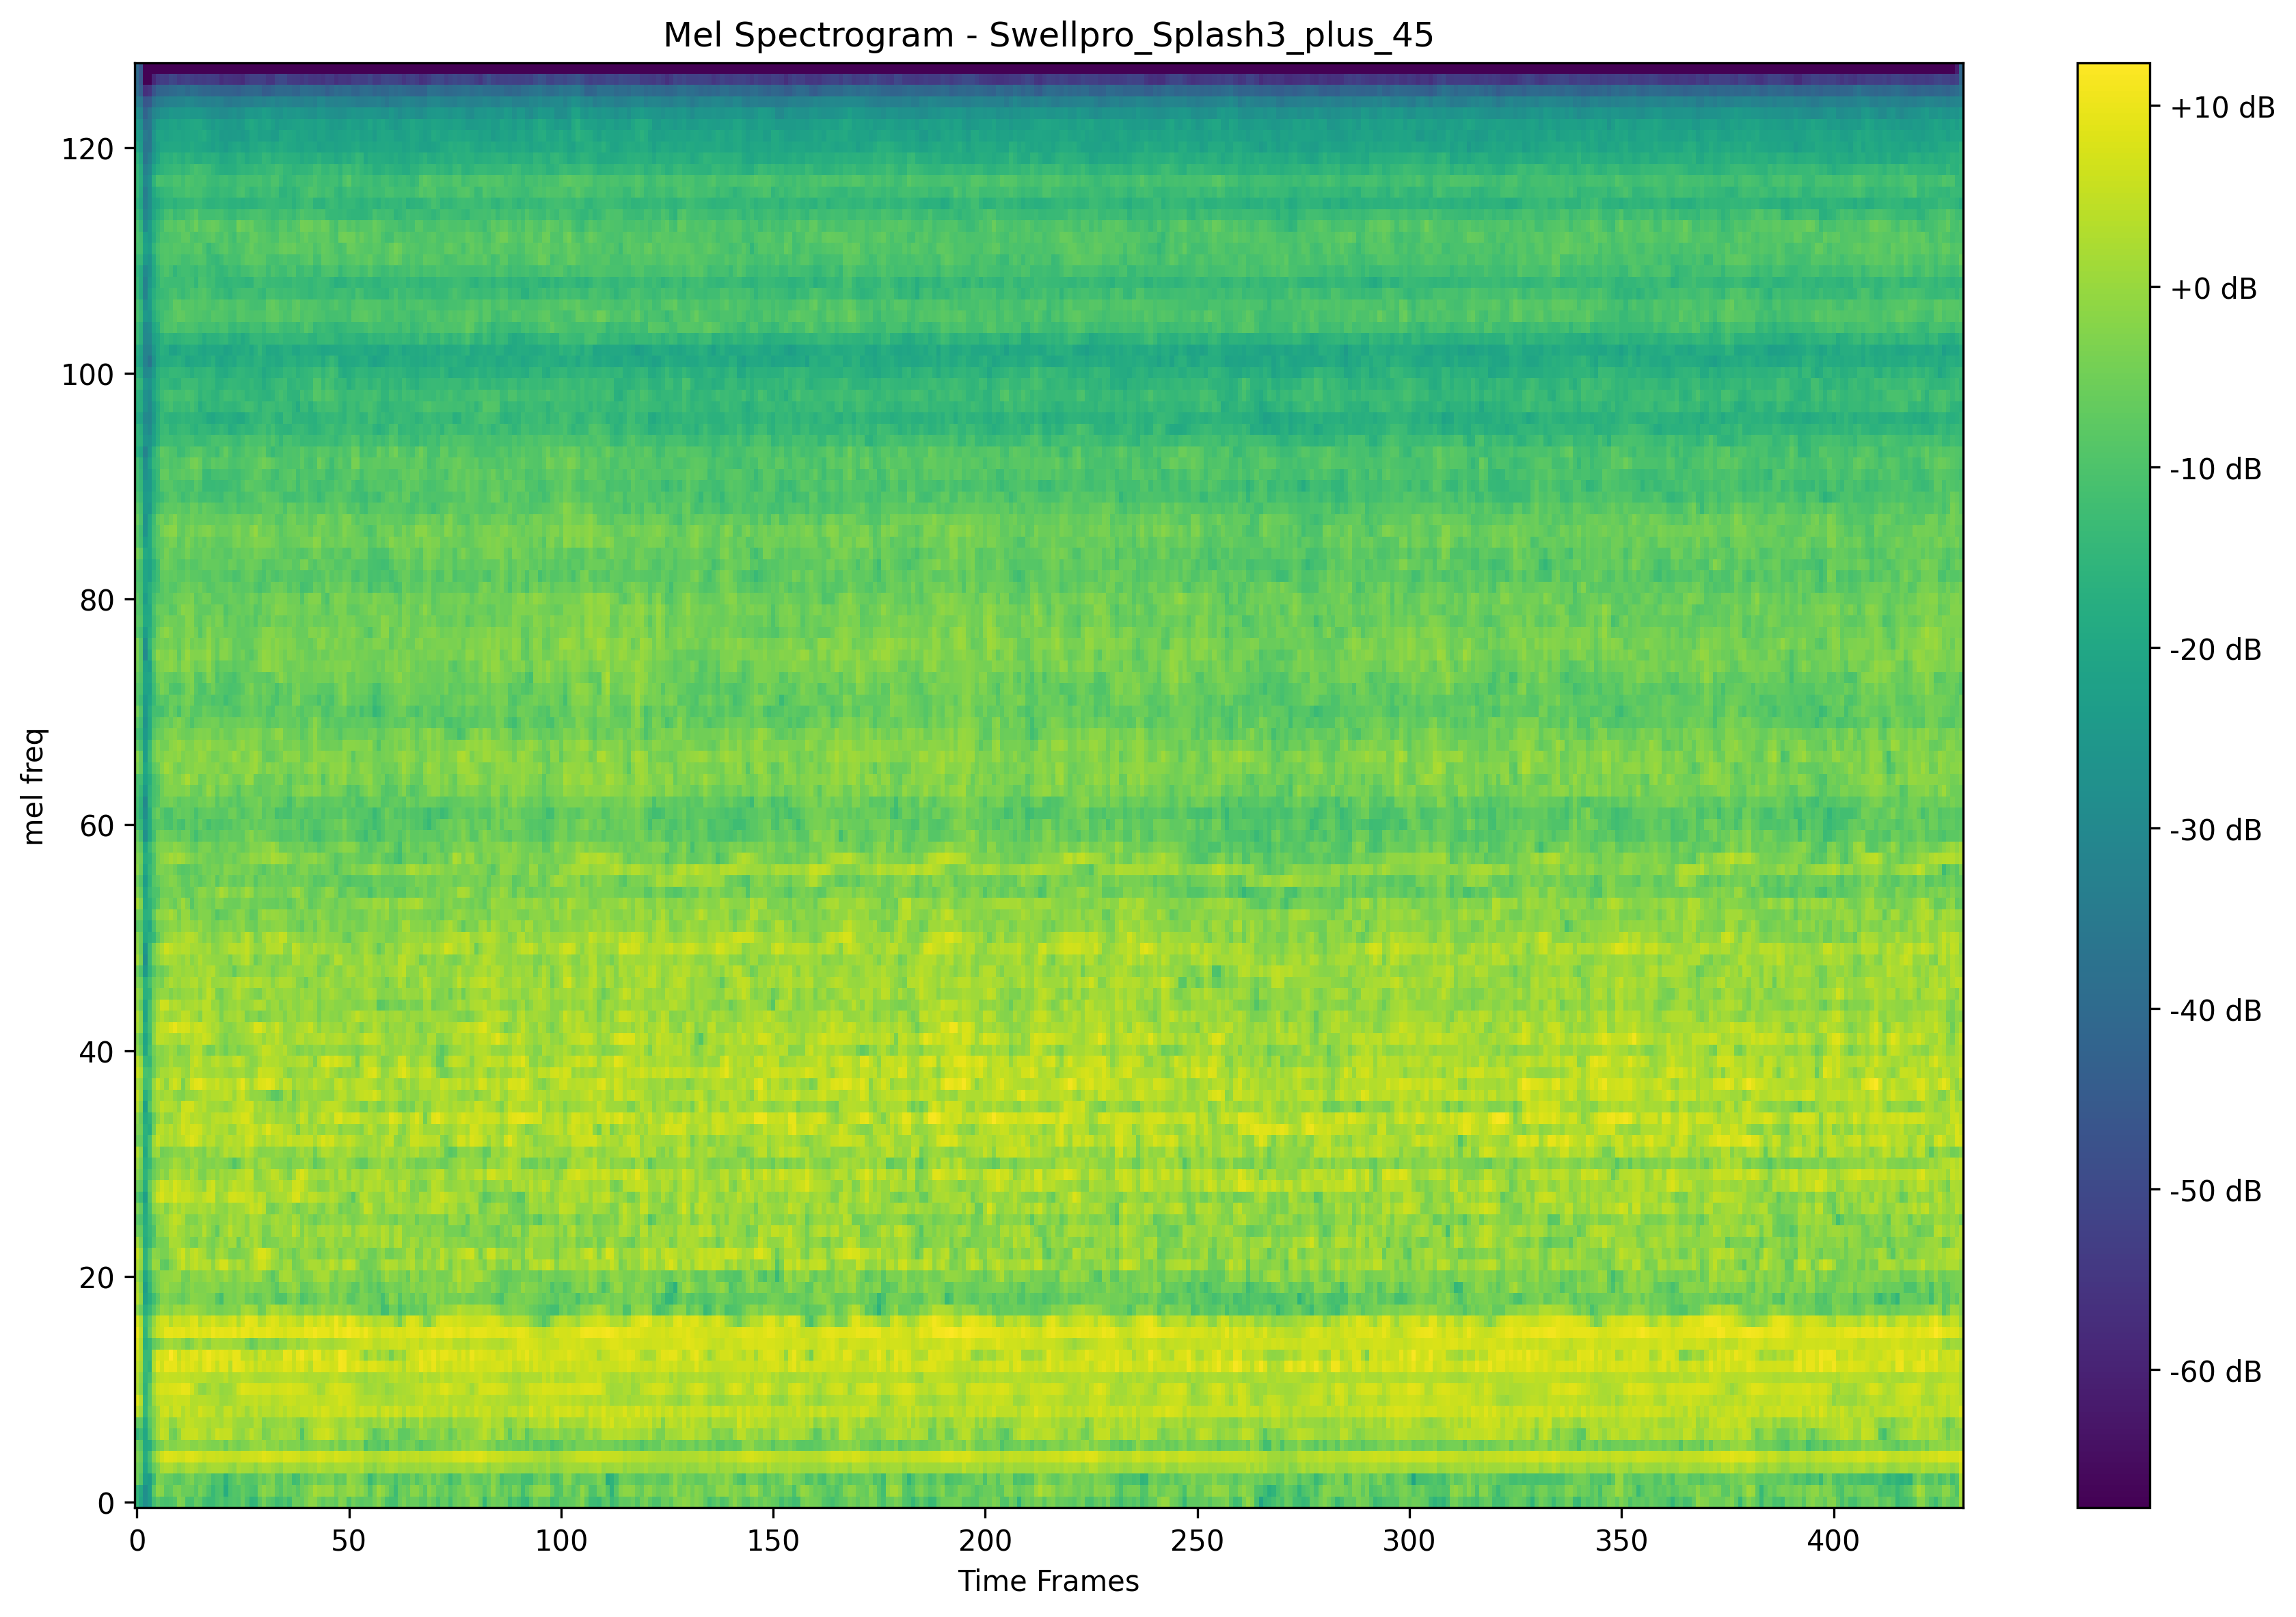 Mel Spectrogram - Swellpro_Splash3_plus_45
mel freq
120
100
80
60
40
20
0
0 50 100 150 200 250 300 350 400
Time Frames
+10 dB
+0 dB
-10 dB
-20 dB
-30 dB
-40 dB
-50 dB
-60 dB